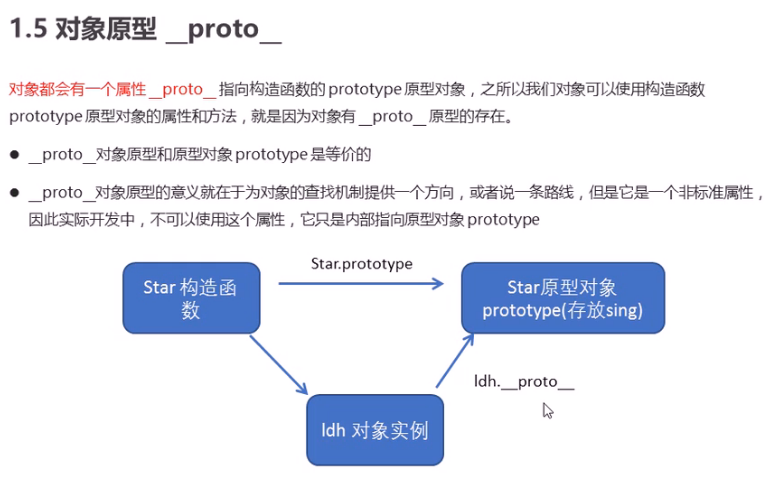 1.5 对象原型 __proto__
对象都会有一个属性 __proto__ 指向构造函数的 prototype 原型对象，之所以我们对象可以使用构造函数
prototype 原型对象的属性和方法，就是因为对象有 __proto__ 原型的存在。
● __proto__对象原型和原型对象 prototype 是等价的
● __proto__对象原型的意义就在于为对象的查找机制提供一个方向，或者说一条路线，但是它是一个非标准属性，
因此实际开发中，不可以使用这个属性，它只是内部指向原型对象 prototype
Star.prototype
Star 构造函
数
Star原型对象
prototype(存放sing)
ldh.__proto__
ldh 对象实例